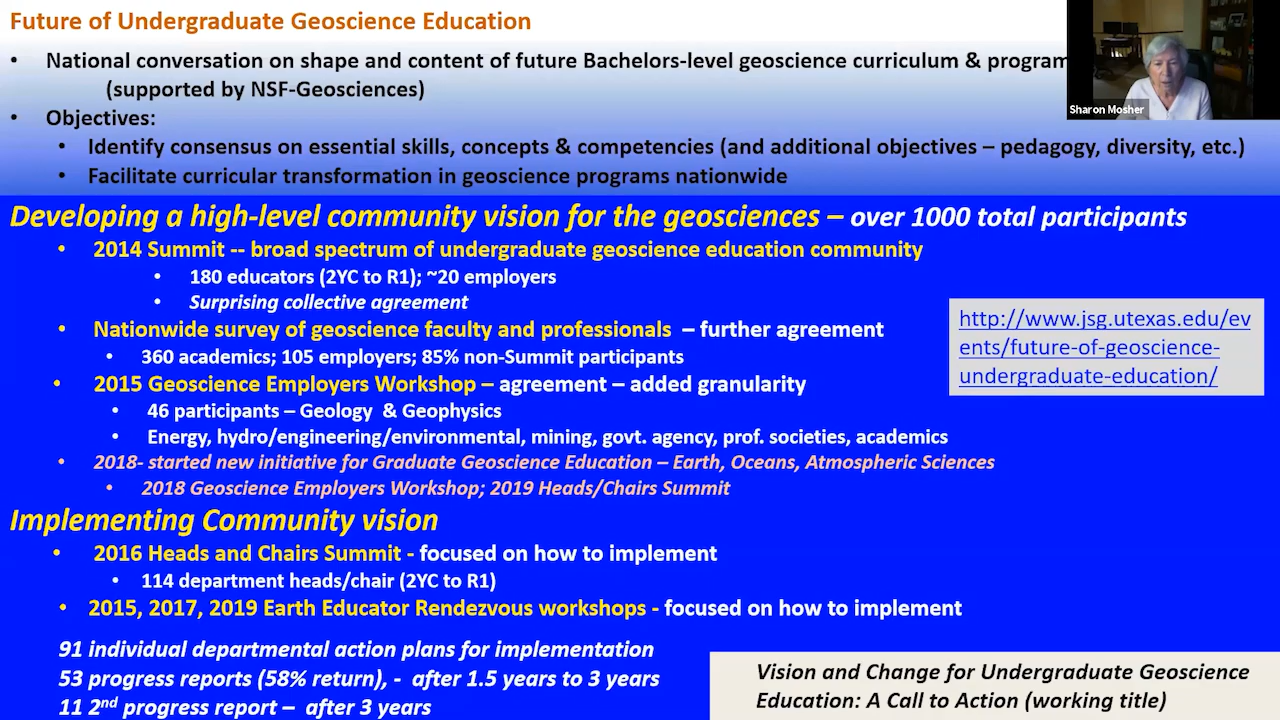 Future of Undergraduate Geoscience Education
• National conversation on shape and content of future Bachelors-level geoscience curriculum & program
(supported by NSF-Geosciences)
• Objectives:
• Identify consensus on essential skills, concepts & competencies (and additional objectives – pedagogy, diversity, etc.)
• Facilitate curricular transformation in geoscience programs nationwide
Sharon Mosher
Developing a high-level community vision for the geosciences – over 1000 total participants
• 2014 Summit -- broad spectrum of undergraduate geoscience education community
• 180 educators (2YC to R1); ~20 employers
• Surprising collective agreement
• Nationwide survey of geoscience faculty and professionals – further agreement
• 360 academics; 105 employers; 85% non-Summit participants
• 2015 Geoscience Employers Workshop – agreement – added granularity
• 46 participants – Geology & Geophysics
• Energy, hydro/engineering/environmental, mining, govt. agency, prof. societies, academics
• 2018- started new initiative for Graduate Geoscience Education – Earth, Oceans, Atmospheric Sciences
• 2018 Geoscience Employers Workshop; 2019 Heads/Chairs Summit
http://www.jsg.utexas.edu/ev
ents/future-of-geoscience-
undergraduate-education/
Implementing Community vision
• 2016 Heads and Chairs Summit - focused on how to implement
• 114 department heads/chair (2YC to R1)
• 2015, 2017, 2019 Earth Educator Rendezvous workshops - focused on how to implement
91 individual departmental action plans for implementation
53 progress reports (58% return), - after 1.5 years to 3 years
11 2nd progress report – after 3 years
Vision and Change for Undergraduate Geoscience
Education: A Call to Action (working title)